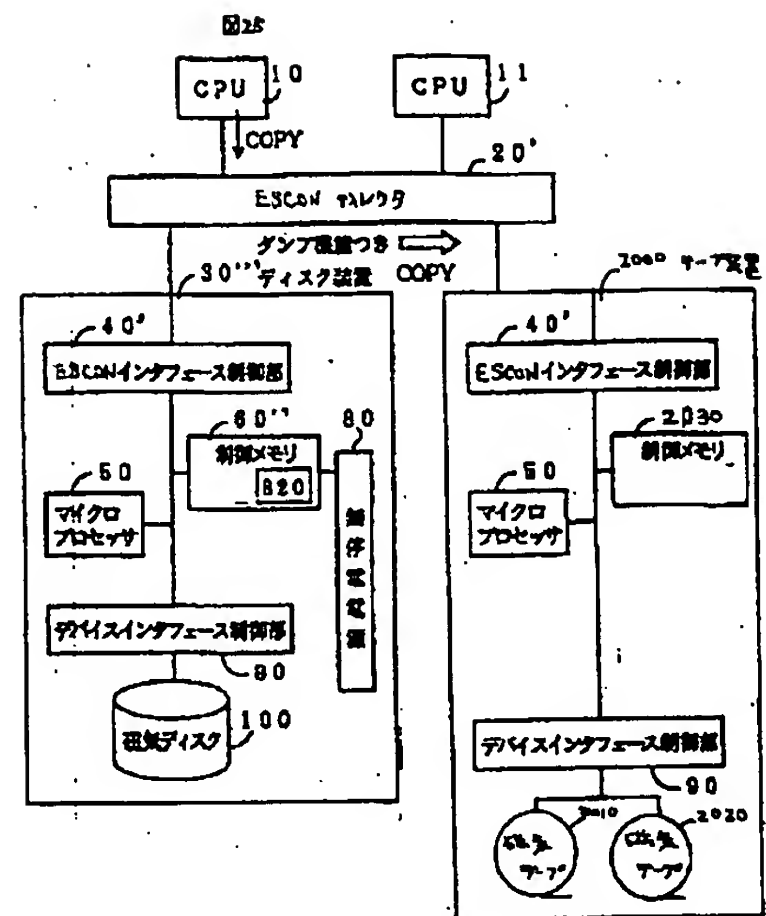 図25
CPU
10
CPU
11
COPY
20'
ESCON ディレクタ
ダンプ機能つき
COPY
30'''
ディスク装置
2000 テープ装置
40'
ESCONインタフェース制御部
40'
ESCONインタフェース制御部
60''
制御メモリ
820
80
2030
制御メモリ
50
マイクロ
プロセッサ
50
マイクロ
プロセッサ
デバイスインタフェース制御部
90
磁気ディスク
100
デバイスインタフェース制御部
90
2010
磁気
テープ
2020
磁気
テープ